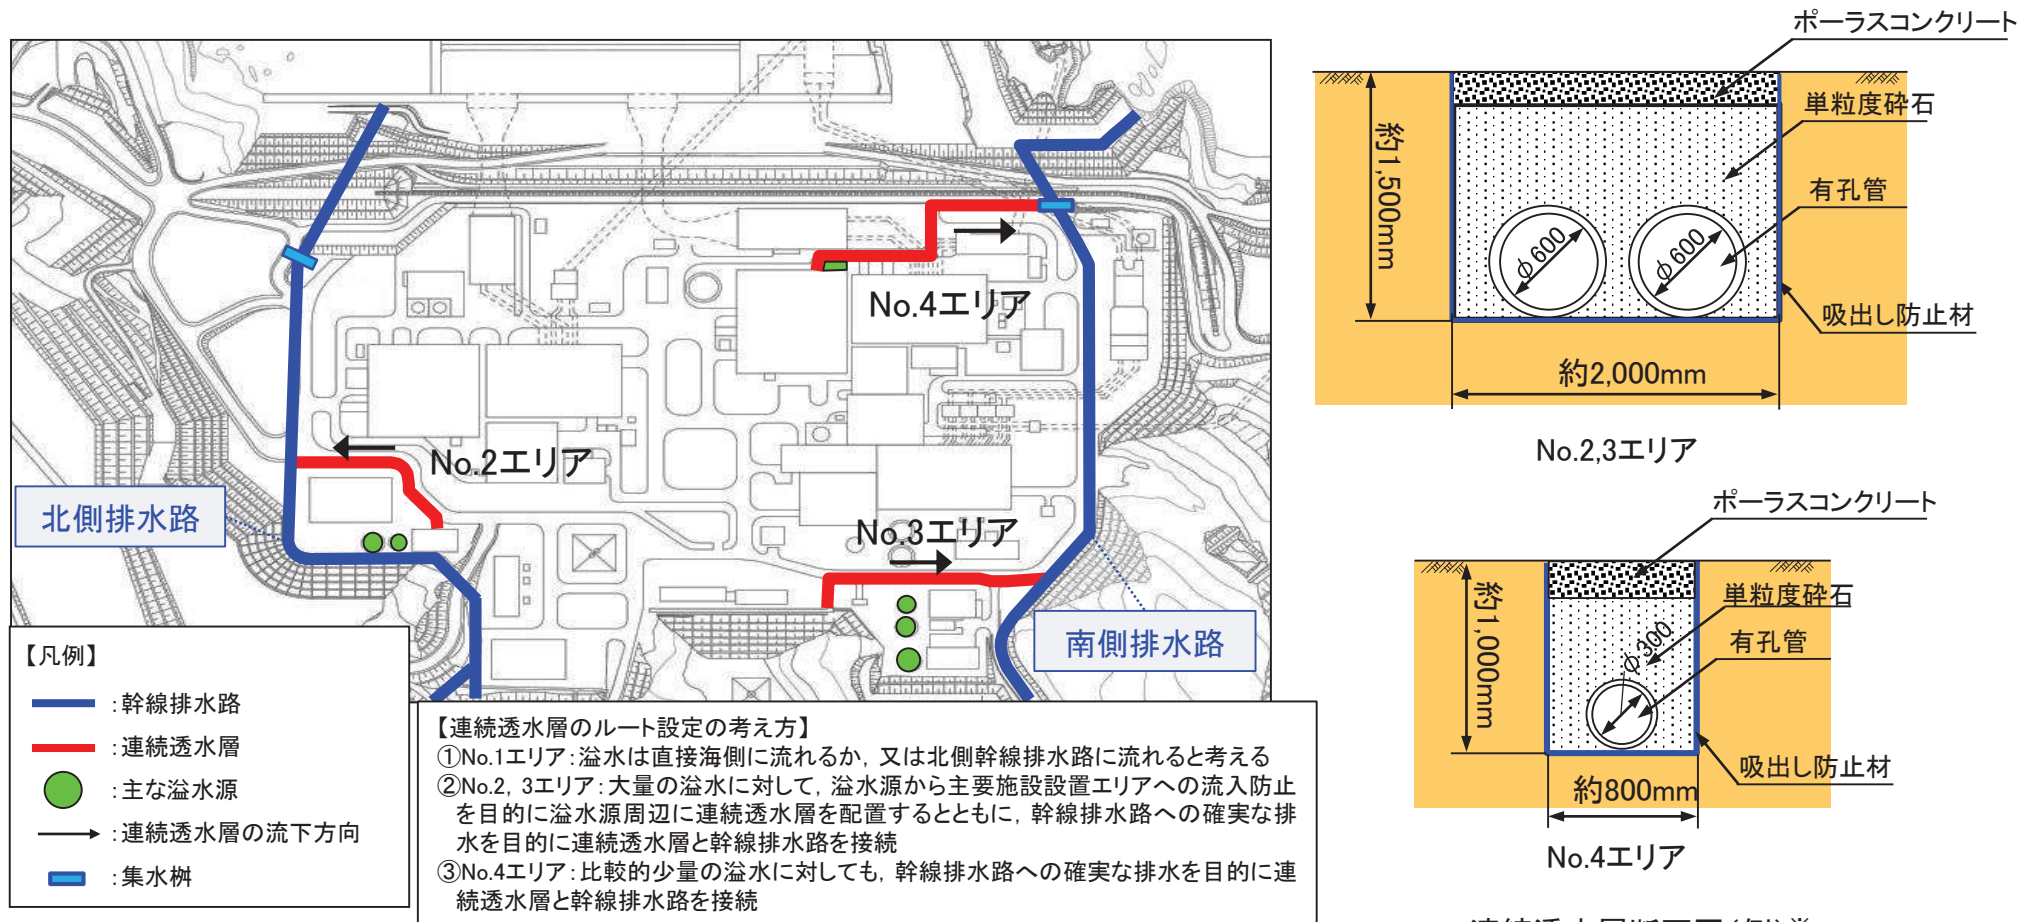 No.4エリア
No.2エリア
北側排水路
No.3エリア
南側排水路
【凡例】
:幹線排水路
:連続透水層
:主な溢水源
:連続透水層の流下方向
:集水桝
【連続透水層のルート設定の考え方】
①No.1エリア:溢水は直接海側に流れるか,又は北側幹線排水路に流れると考える
②No.2, 3エリア:大量の溢水に対して,溢水源から主要施設設置エリアへの流入防止
を目的に溢水源周辺に連続透水層を配置するとともに,幹線排水路への確実な排
水を目的に連続透水層と幹線排水路を接続
③No.4エリア:比較的少量の溢水に対しても,幹線排水路への確実な排水を目的に連
続透水層と幹線排水路を接続
ポーラスコンクリート
単粒度砕石
有孔管
吸出し防止材
約1,500mm
φ600
φ600
約2,000mm
No.2,3エリア
ポーラスコンクリート
単粒度砕石
有孔管
吸出し防止材
約1,000mm
φ300
約800mm
No.4エリア